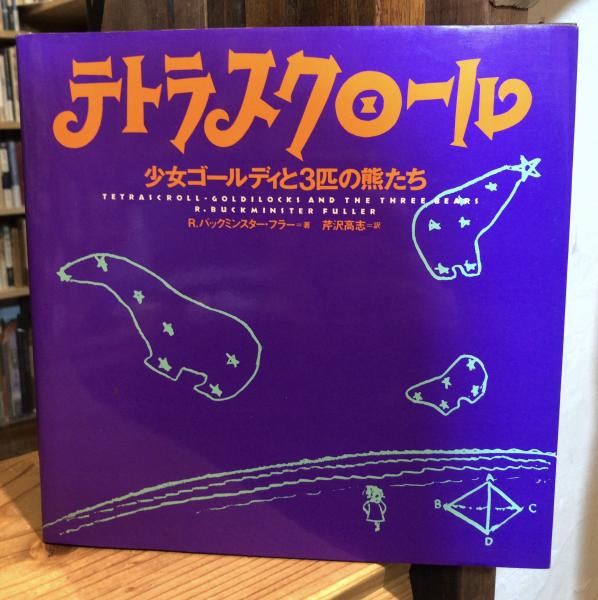 テトラスクロール
少女ゴールディと3匹の熊たち
TETRASCROLL-GOLDILOCKS AND THE THREE BEARS
R.BUCKMINSTER FULLER
R.バックミンスター・フラー=著 芹沢高志=訳
A
B C
D